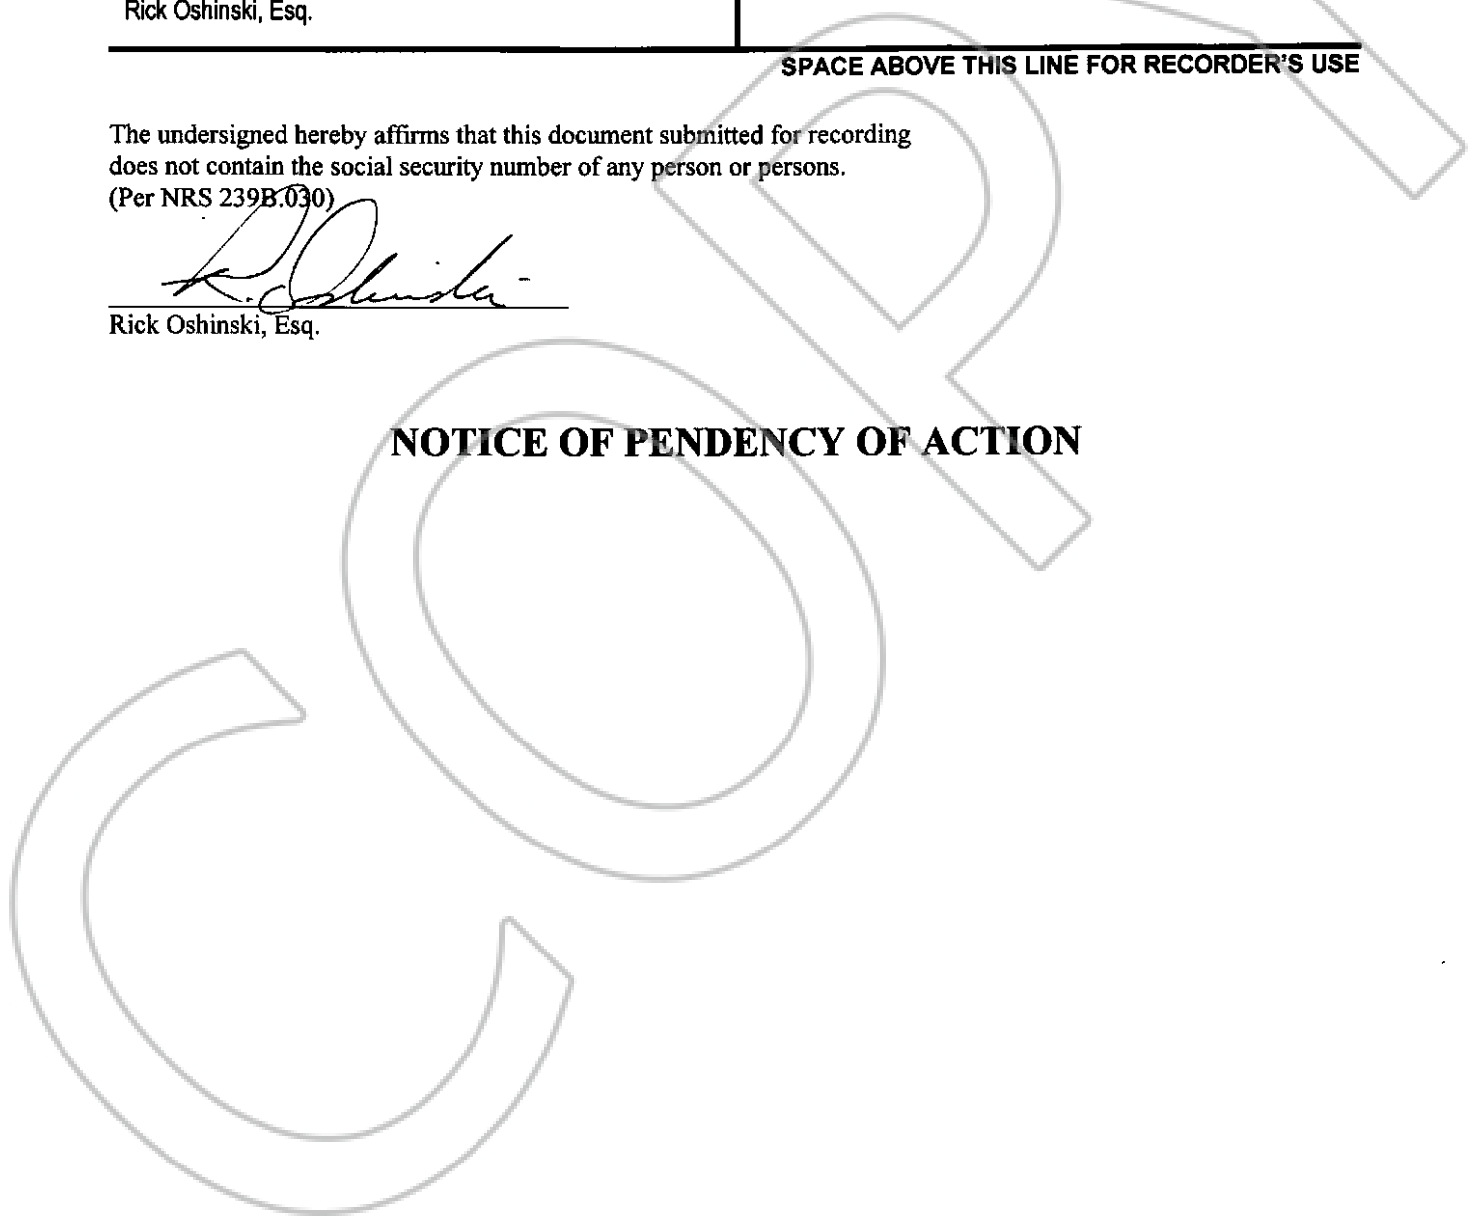 Rick Oshinski, Esq.
SPACE ABOVE THIS LINE FOR RECORDER'S USE
The undersigned hereby affirms that this document submitted for recording
does not contain the social security number of any person or persons.
(Per NRS 239B.030)
R. Oshinski
Rick Oshinski, Esq.
NOTICE OF PENDENCY OF ACTION
COPY